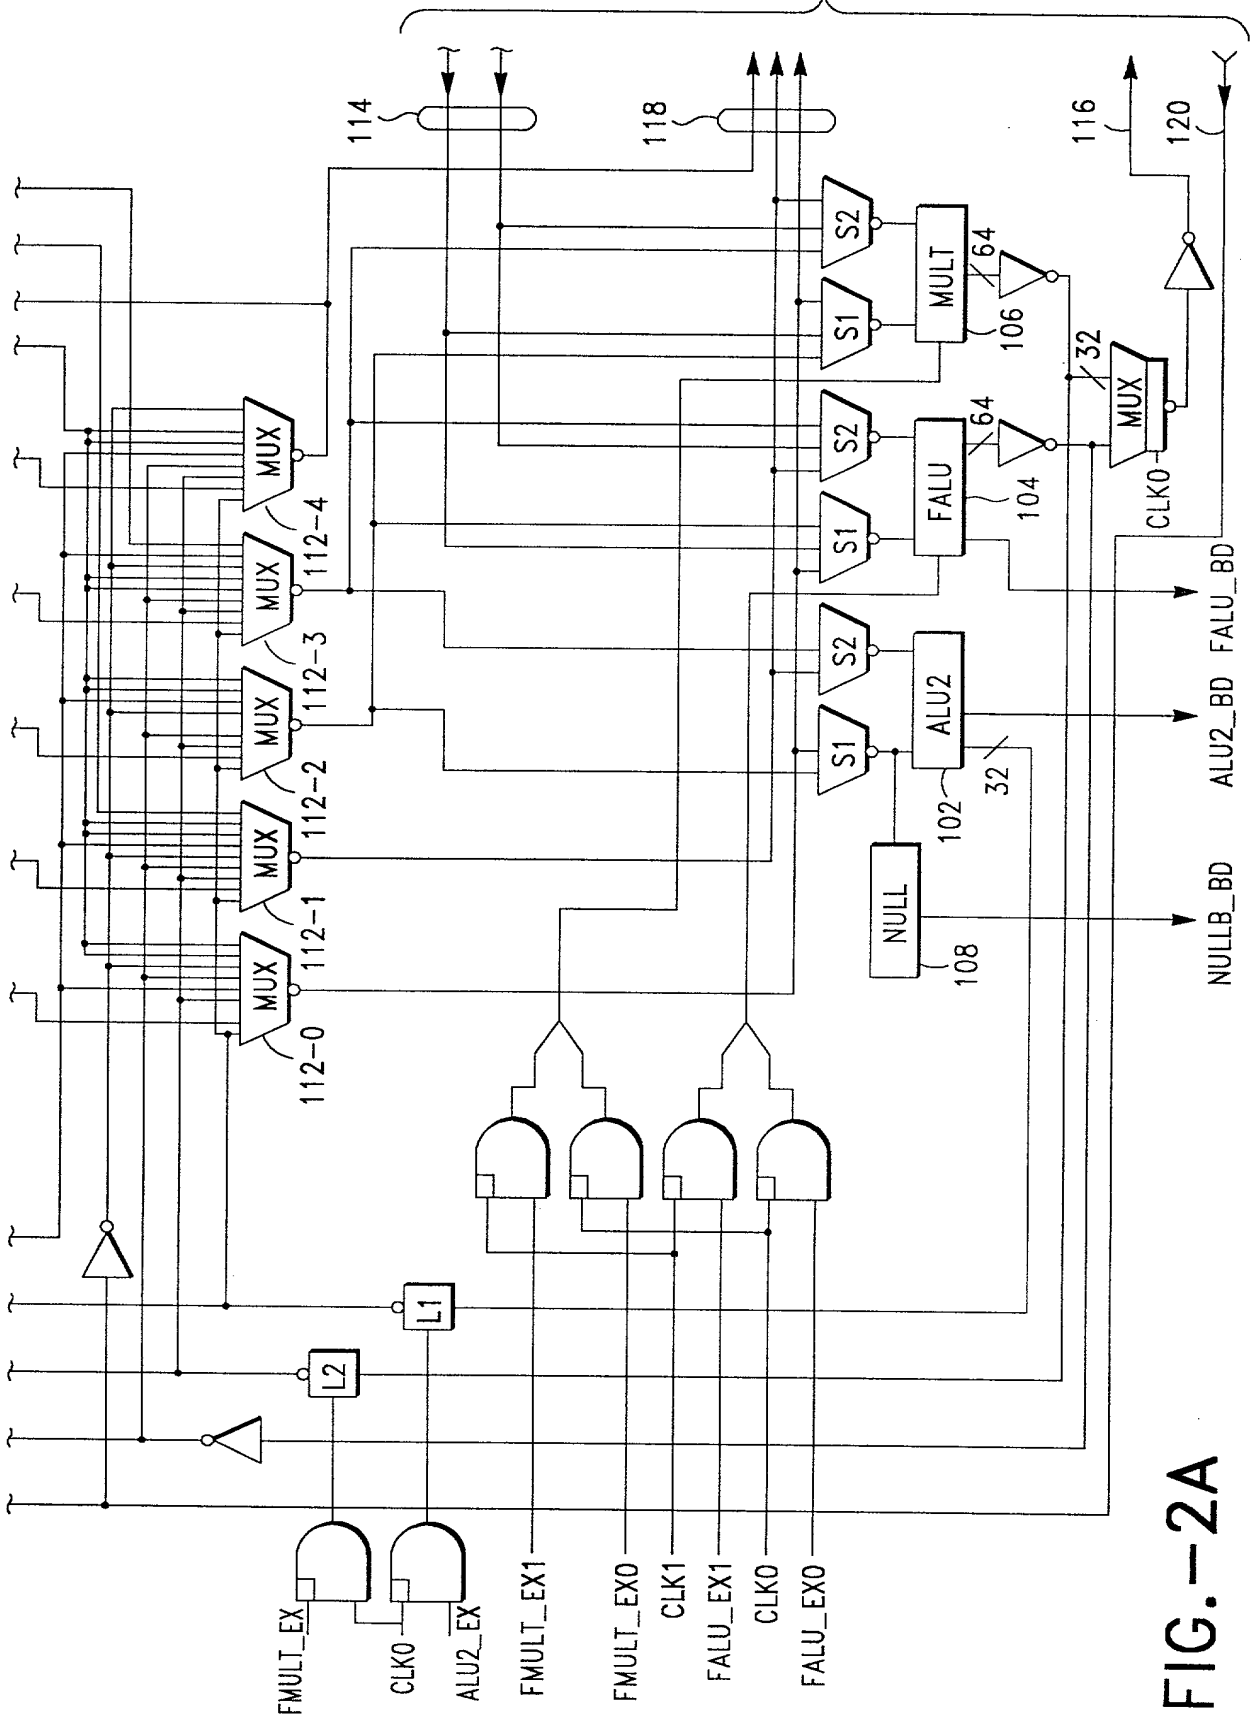 114
118
116
120
MUX
112-4
MUX
112-3
MUX
112-2
MUX
112-1
MUX
112-0
S2
S1
S2
S1
S2
S1
MULT
64
106
FALU
64
104
ALU2
32
102
NULL
108
32
MUX
CLK0
L1
L2
FMULT_EX
CLK0
ALU2_EX
FMULT_EX1
FMULT_EX0
CLK1
FALU_EX1
CLK0
FALU_EX0
NULLB_BD
ALU2_BD
FALU_BD
FIG.-2A